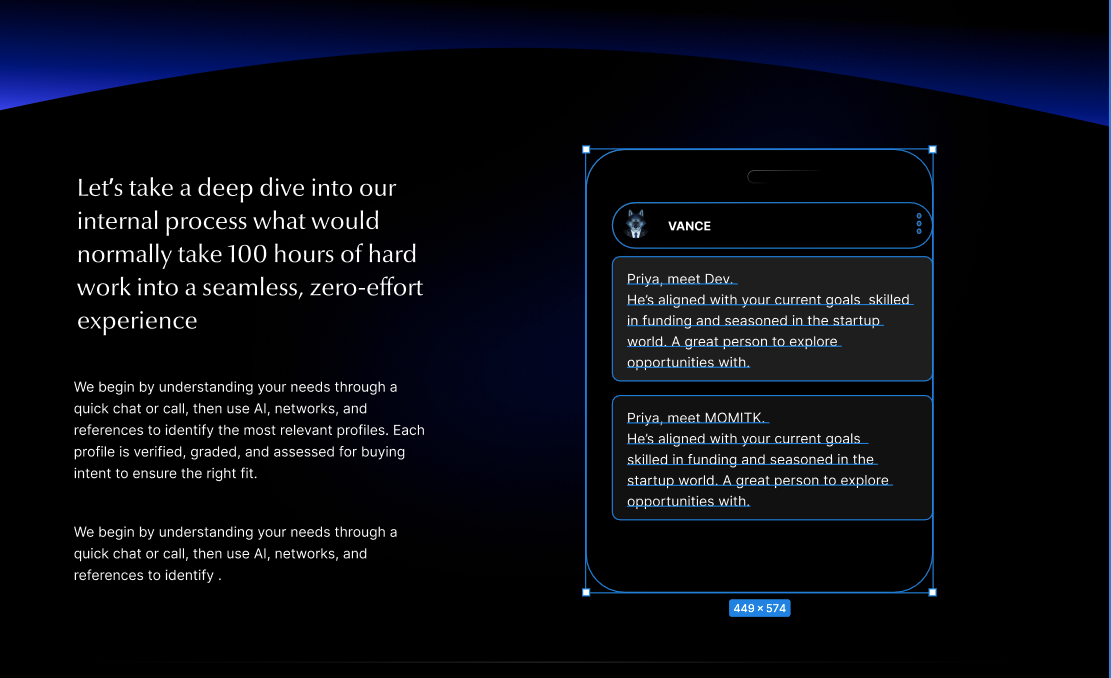 Let's take a deep dive into our
internal process what would
normally take 100 hours of hard
work into a seamless, zero-effort
experience
We begin by understanding your needs through a
quick chat or call, then use AI, networks, and
references to identify the most relevant profiles. Each
profile is verified, graded, and assessed for buying
intent to ensure the right fit.
We begin by understanding your needs through a
quick chat or call, then use AI, networks, and
references to identify .
VANCE
Priya, meet Dev.
He's aligned with your current goals  skilled
in funding and seasoned in the startup
world. A great person to explore
opportunities with.
Priya, meet MOMITK.
He's aligned with your current goals
skilled in funding and seasoned in the
startup world. A great person to explore
opportunities with.
449 × 574